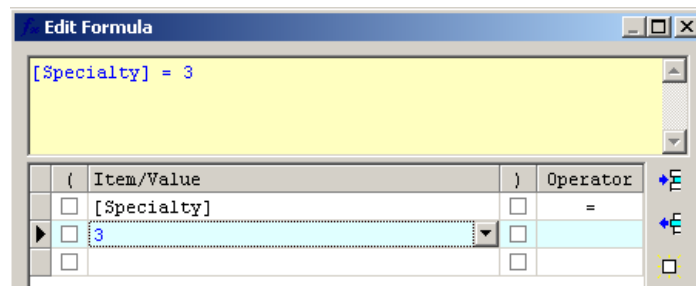 Edit Formula
[Specialty] = 3
( Item/Value ) Operator
[Specialty] =
3